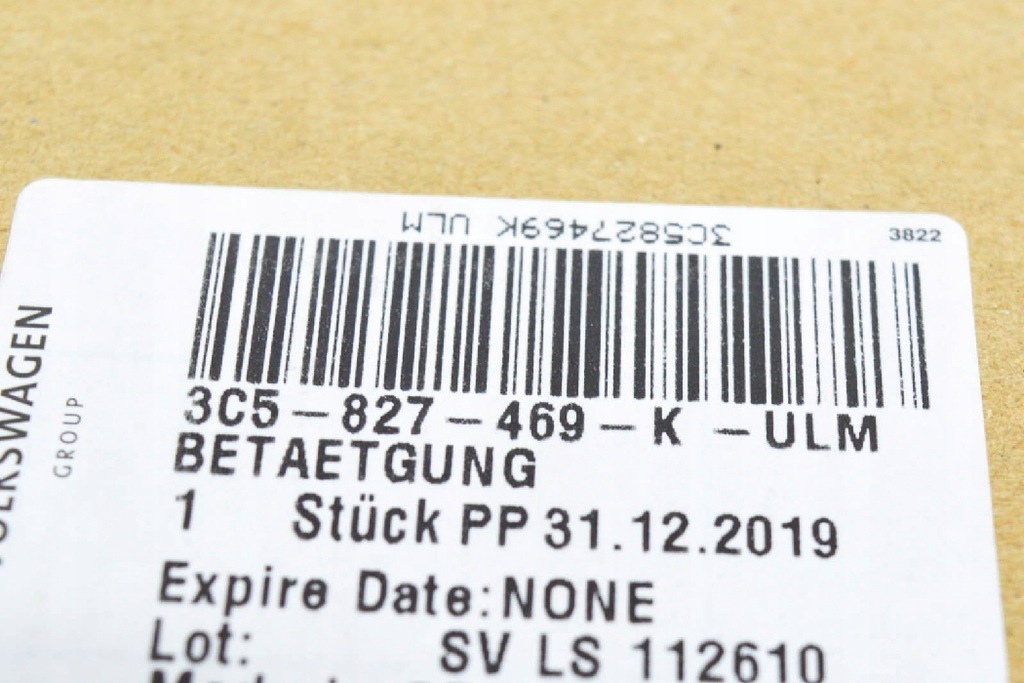 3C5827469K ULM
3822
3C5-827-469-K -ULM
BETAETGUNG
1 Stück PP 31.12.2019
Expire Date:NONE
Lot: SV LS 112610
VOLKSWAGEN
GROUP